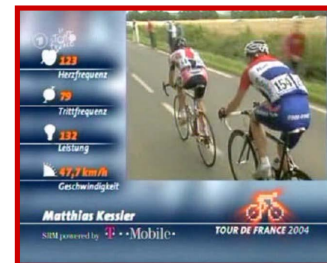 123
Herzfrequenz
79
Trittfrequenz
132
Leistung
47,7 km/h
Geschwindigkeit
Matthias Kessler
SRM powered by T··Mobile·
TOUR DE FRANCE 2004
159